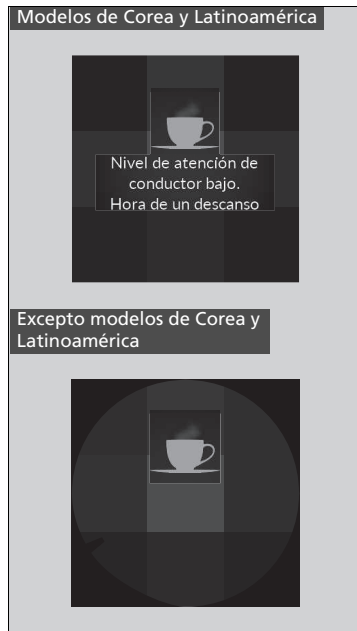 Modelos de Corea y Latinoamérica
Nivel de atención de
conductor bajo.
Hora de un descanso
Excepto modelos de Corea y
Latinoamérica